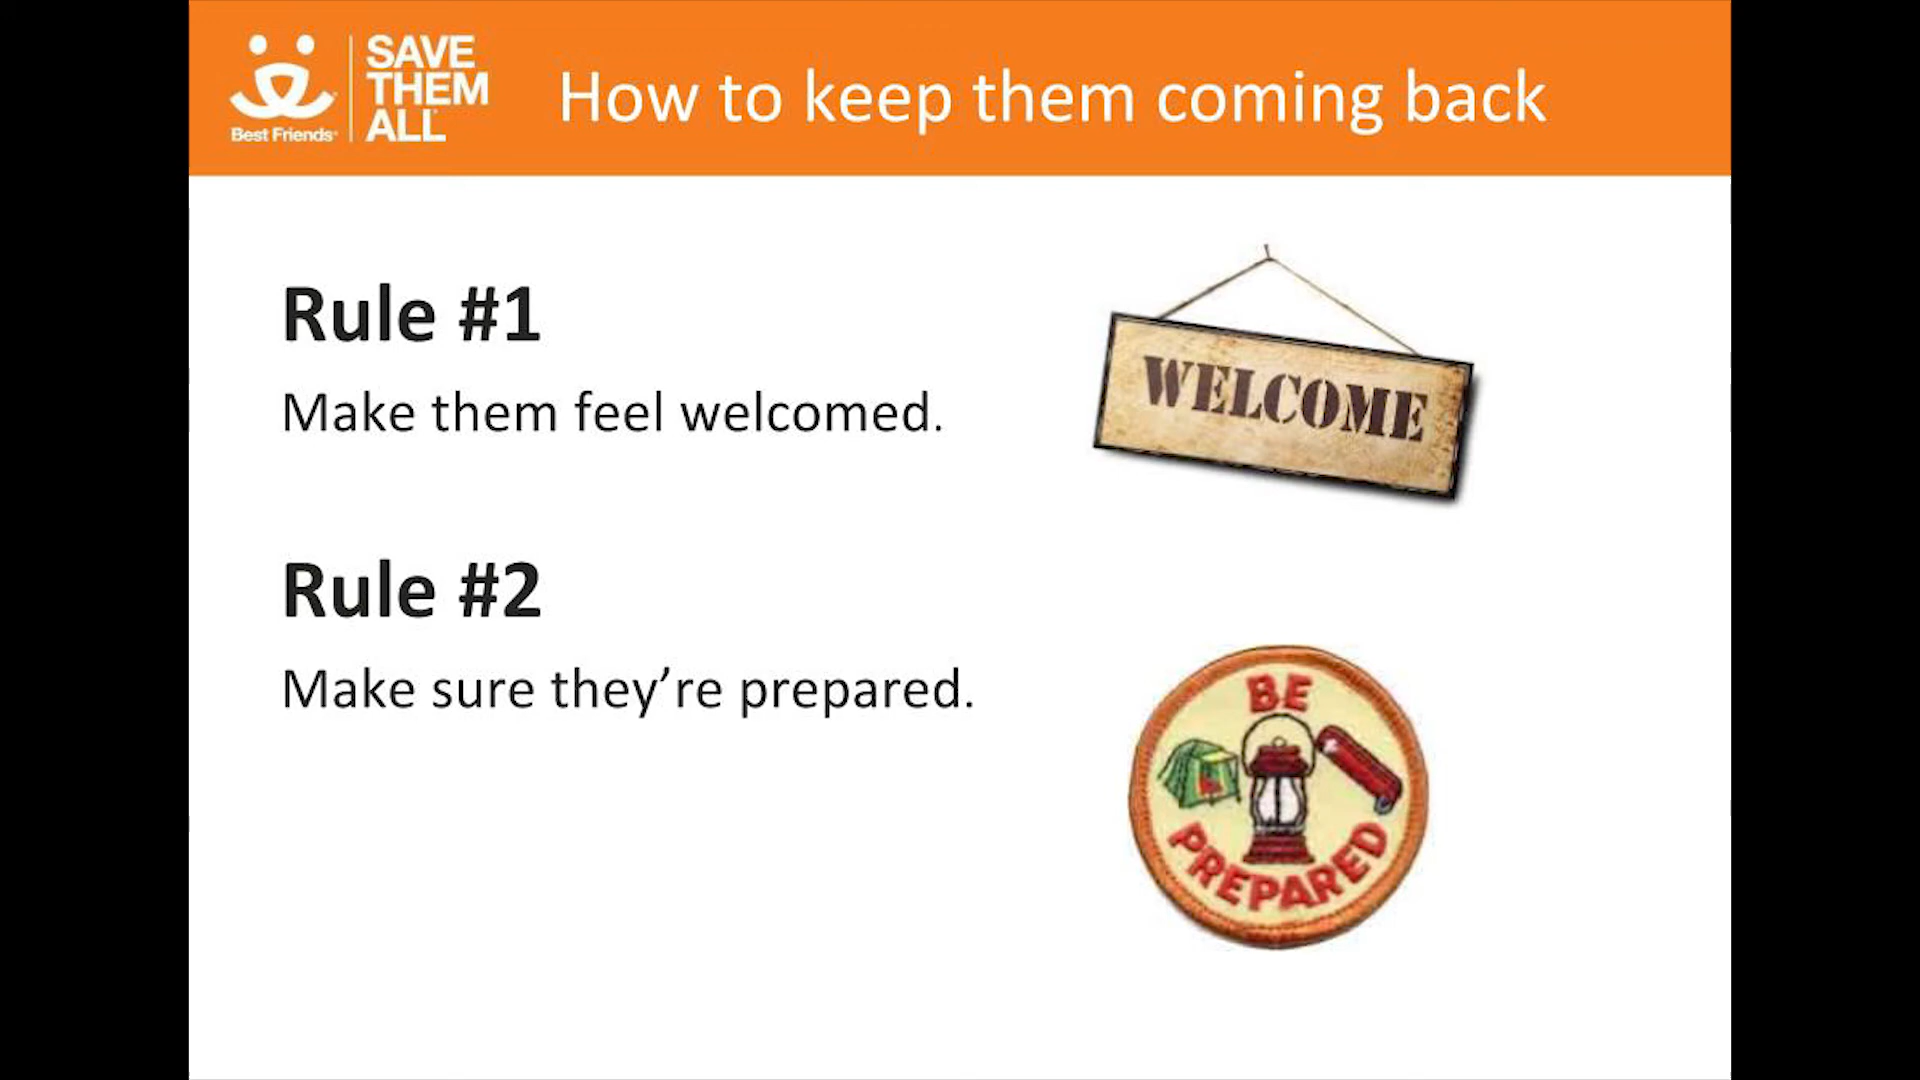 SAVE
THEM
ALL
Best Friends
How to keep them coming back
Rule #1
Make them feel welcomed.
WELCOME
Rule #2
Make sure they’re prepared.
BE
PREPARED